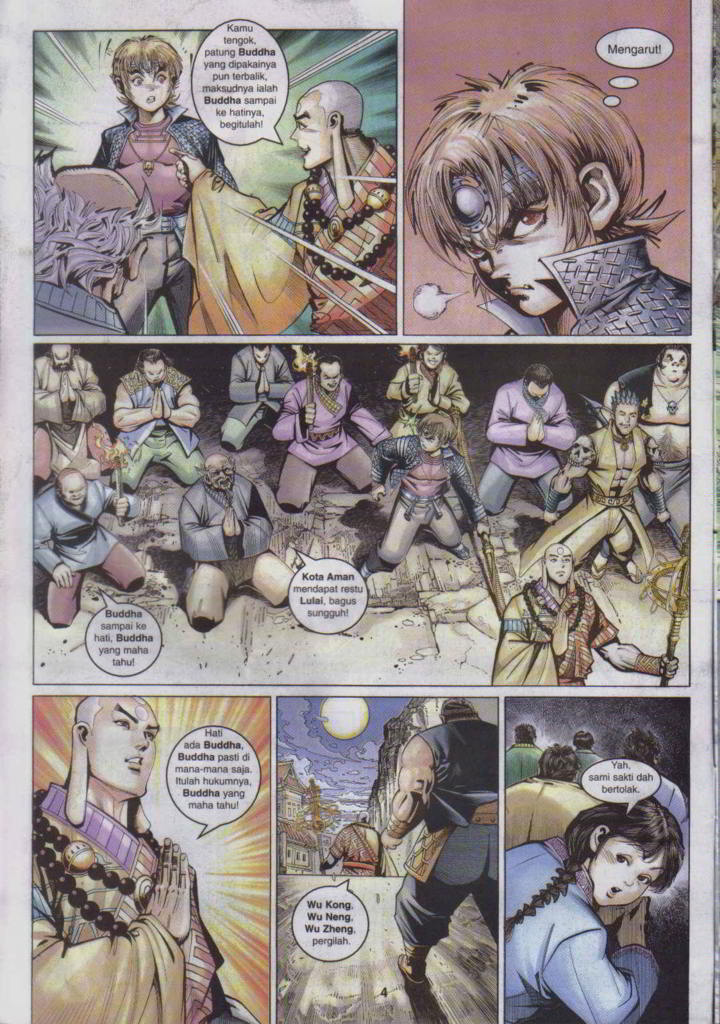 Kamu
tengok,
patung Buddha
yang dipakainya
pun terbalik,
maksudnya ialah
Buddha sampai
ke hatinya,
begitulah!
Mengarut!
Buddha
sampai ke
hati, Buddha
yang maha
tahu!
Kota Aman
mendapat restu
Lulai, bagus
sungguh!
Hati
ada Buddha,
Buddha pasti di
mana-mana saja.
Itulah hukumnya,
Buddha yang
maha tahu!
Wu Kong,
Wu Neng,
Wu Zheng,
pergilah.
Yah,
sami sakti dah
bertolak.
4